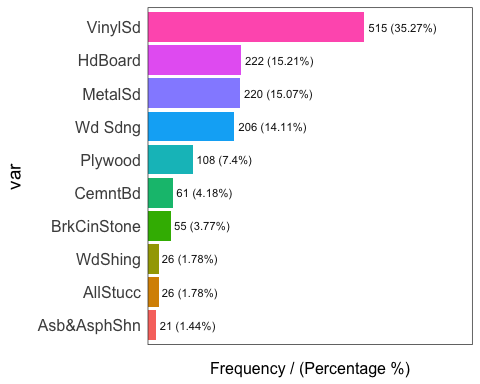 VinylSd 515 (35.27%)
HdBoard 222 (15.21%)
MetalSd 220 (15.07%)
Wd Sdng 206 (14.11%)
Plywood 108 (7.4%)
CemntBd 61 (4.18%)
BrkCinStone 55 (3.77%)
WdShing 26 (1.78%)
AllStucc 26 (1.78%)
Asb&AsphShn 21 (1.44%)
var
Frequency / (Percentage %)